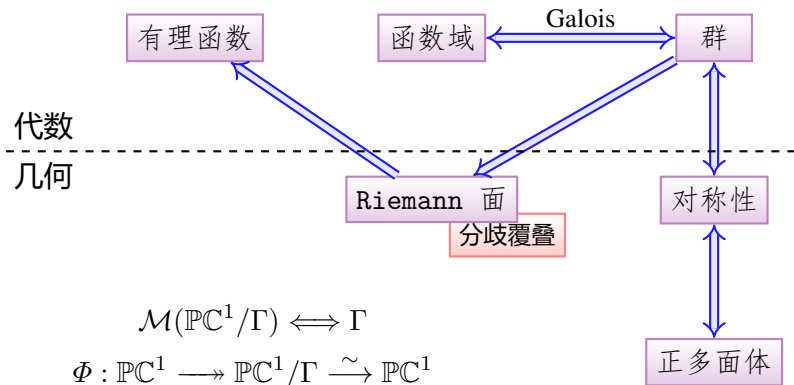 有理函数 函数域 Galois 群
代数
几何
Riemann 面 对称性
分歧覆叠
ℳ(ℙℂ¹/Γ) ⟺ Γ
正多面体
Φ : ℙℂ¹ ↠ ℙℂ¹/Γ ⥲ ℙℂ¹